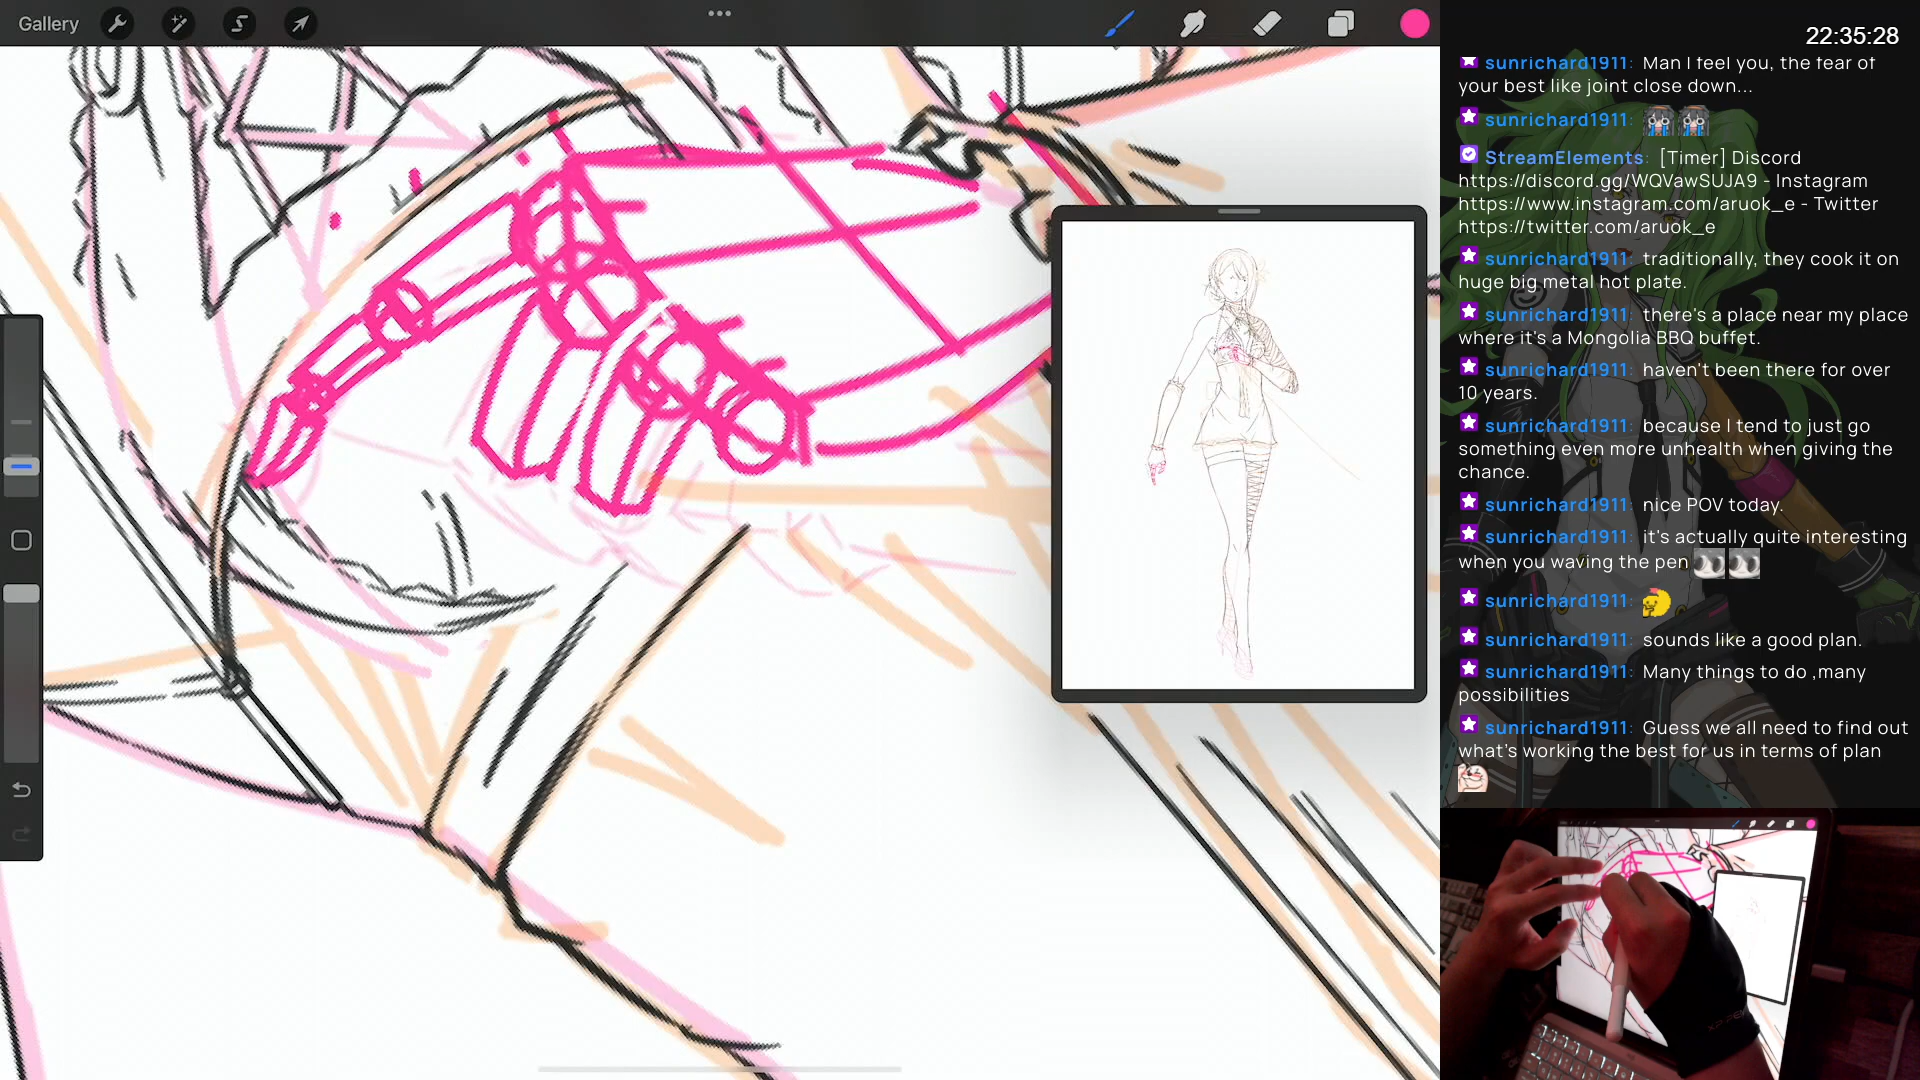 Gallery
22:35:28
sunrichard1911: Man I feel you, the fear of
your best like joint close down...
sunrichard1911:
StreamElements: [Timer] Discord
https://discord.gg/WQVawSUJA9 - Instagram
https://www.instagram.com/aruok_e - Twitter
https://twitter.com/aruok_e
sunrichard1911: traditionally, they cook it on
huge big metal hot plate.
sunrichard1911: there's a place near my place
where it's a Mongolia BBQ buffet.
sunrichard1911: haven't been there for over
10 years.
sunrichard1911: because I tend to just go
something even more unhealth when giving the
chance.
sunrichard1911: nice POV today.
sunrichard1911: it's actually quite interesting
when you waving the pen
sunrichard1911:
sunrichard1911: sounds like a good plan.
sunrichard1911: Many things to do ,many
possibilities
sunrichard1911: Guess we all need to find out
what's working the best for us in terms of plan